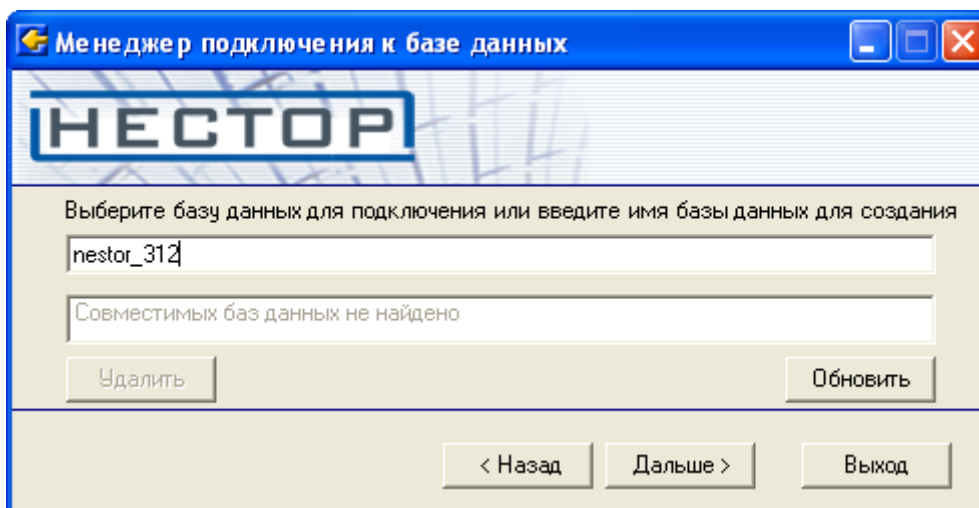 Менеджер подключения к базе данных
НЕСТОР
Выберите базу данных для подключения или введите имя базы данных для создания
nestor_312
Совместимых баз данных не найдено
Удалить
Обновить
< Назад
Дальше >
Выход